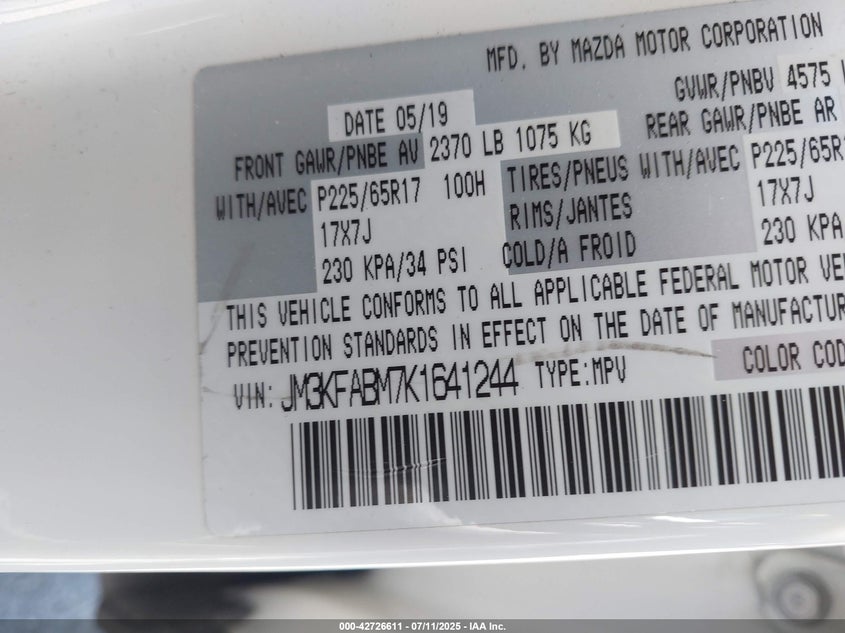 MFD. BY MAZDA MOTOR CORPORATION
GVWR/PNBV 4575
DATE 05/19
FRONT GAWR/PNBE AV 2370 LB 1075 KG REAR GAWR/PNBE AR
WITH/AVEC P225/65R17 100H TIRES/PNEUS WITH/AVEC P225/65R
17X7J RIMS/JANTES 17X7J
230 KPA/34 PSI COLD/A FROID 230 KPA
THIS VEHICLE CONFORMS TO ALL APPLICABLE FEDERAL MOTOR VEH
PREVENTION STANDARDS IN EFFECT ON THE DATE OF MANUFACTUR
VIN: JM3KFABM7K1641244 TYPE:MPV COLOR COD
000-42726611 - 07/11/2025 - IAA Inc.